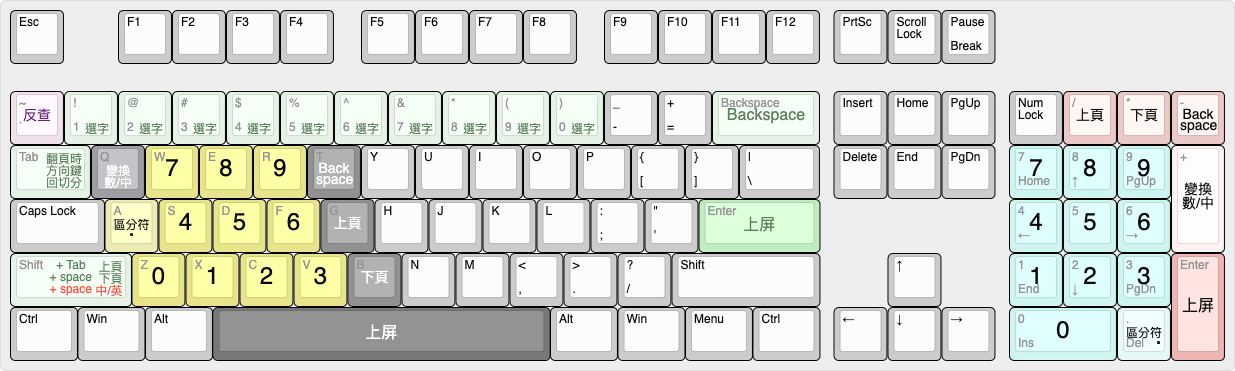 Esc F1 F2 F3 F4 F5 F6 F7 F8 F9 F10 F11 F12 PrtSc Scroll Lock Pause Break
~ ` 反查
! 1 選字
@ 2 選字
# 3 選字
$ 4 選字
% 5 選字
^ 6 選字
& 7 選字
* 8 選字
( 9 選字
) 0 選字
_ -
+ =
Backspace Backspace
Insert Home PgUp
Num Lock
/ 上頁
* 下頁
- Back space
Tab 翻頁時 方向鍵 回切分
Q 變換 數/中
W 7
E 8
R 9
T Back space
Y U I O P
{ [
} ]
| \
Delete End PgDn
7 7 Home
8 8 ↑
9 9 PgUp
+ 變換 數/中
Caps Lock
A 區分符 •
S 4
D 5
F 6
G 上頁
H J K L
: ;
" '
Enter 上屏
4 4 ←
5 5
6 6 →
Shift + Tab 上頁
+ space 下頁
+ space 中/英
Z 0
X 1
C 2
V 3
B 下頁
N M
< ,
> .
? /
Shift
↑
1 1 End
2 2 ↓
3 3 PgDn
Enter 上屏
Ctrl Win Alt 上屏 Alt Win Menu Ctrl
← ↓ →
0 0 Ins
. 區分符 • Del